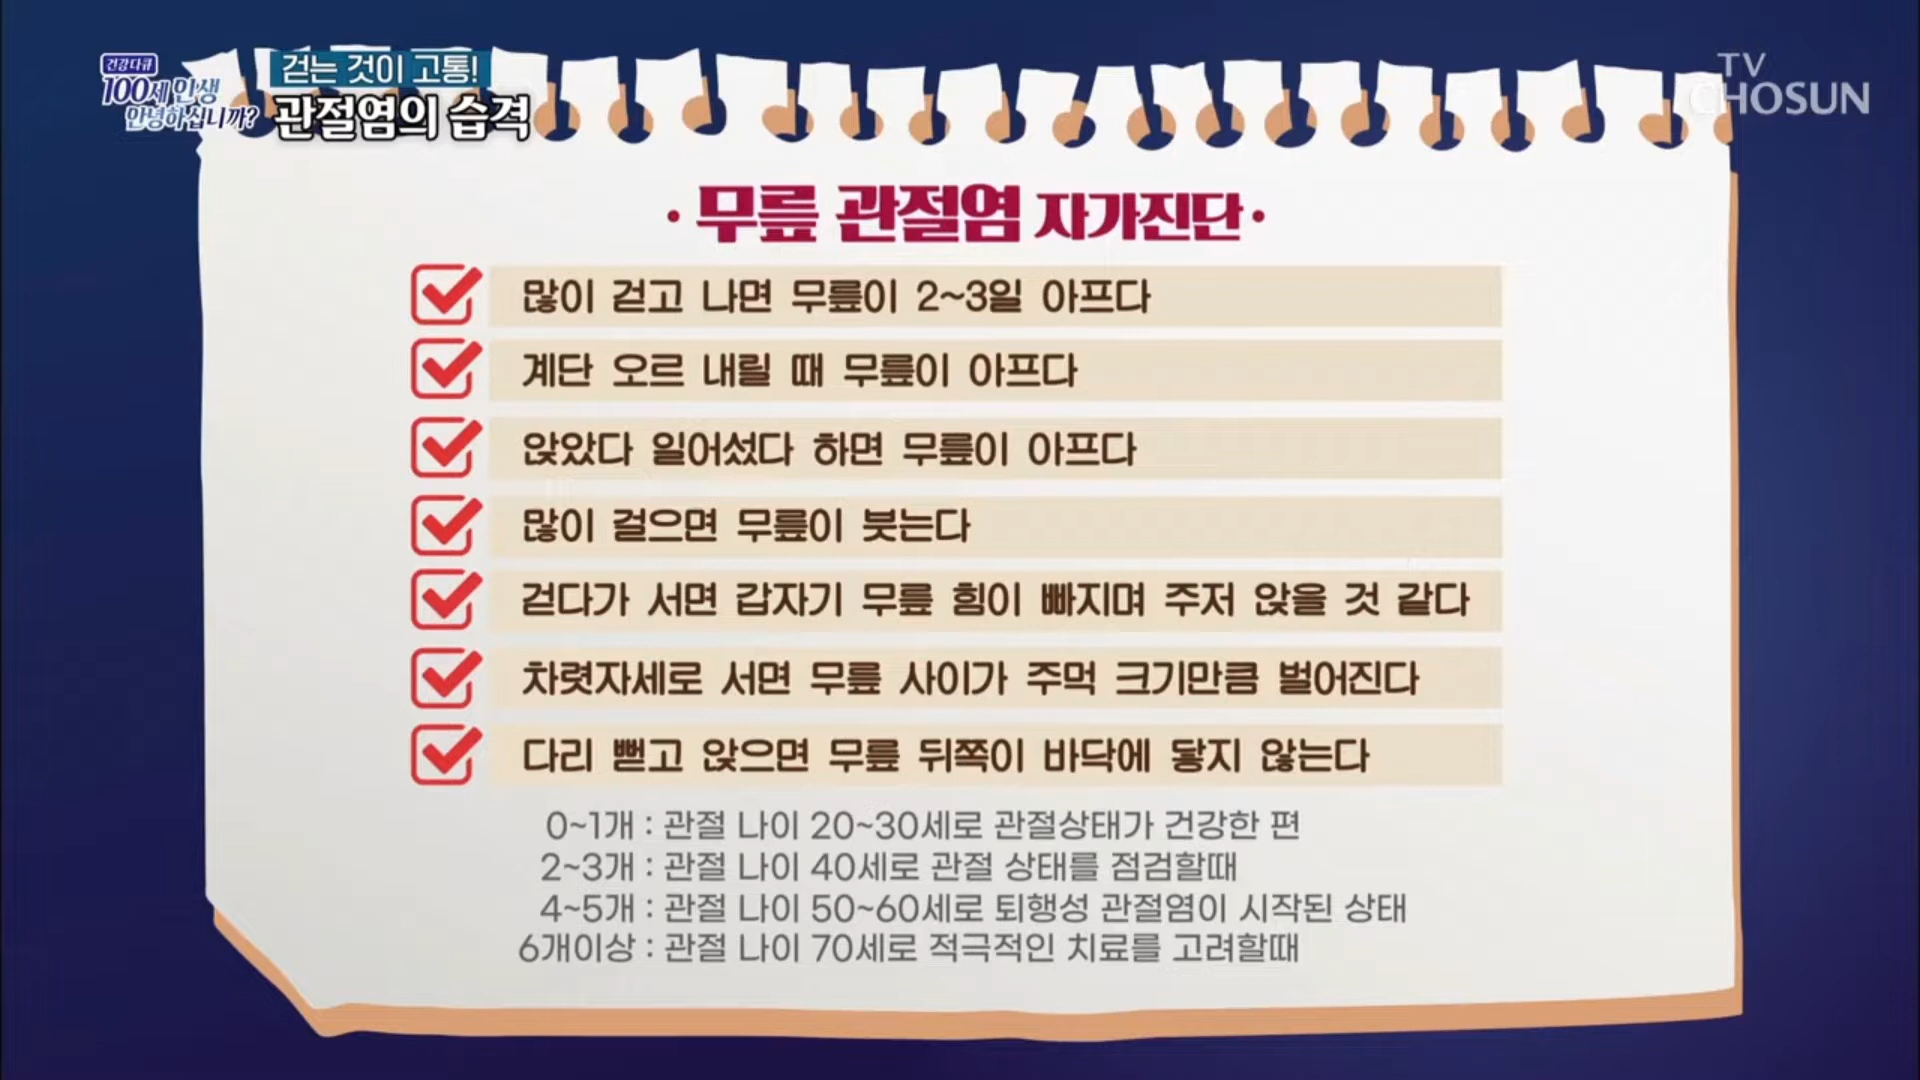 건강다큐
100세 인생
안녕하십니까?
걷는 것이 고통!
관절염의 습격
TV
CHOSUN
· 무릎 관절염 자가진단 ·
많이 걷고 나면 무릎이 2~3일 아프다
계단 오르 내릴 때 무릎이 아프다
앉았다 일어섰다 하면 무릎이 아프다
많이 걸으면 무릎이 붓는다
걷다가 서면 갑자기 무릎 힘이 빠지며 주저 앉을 것 같다
차렷자세로 서면 무릎 사이가 주먹 크기만큼 벌어진다
다리 뻗고 앉으면 무릎 뒤쪽이 바닥에 닿지 않는다
0~1개 : 관절 나이 20~30세로 관절상태가 건강한 편
2~3개 : 관절 나이 40세로 관절 상태를 점검할때
4~5개 : 관절 나이 50~60세로 퇴행성 관절염이 시작된 상태
6개이상 : 관절 나이 70세로 적극적인 치료를 고려할때